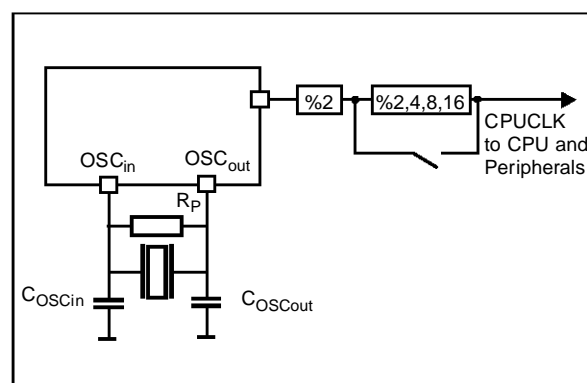 %2
%2,4,8,16
CPUCLK
to CPU and
Peripherals
OSCin
OSCout
RP
COSCin
COSCout